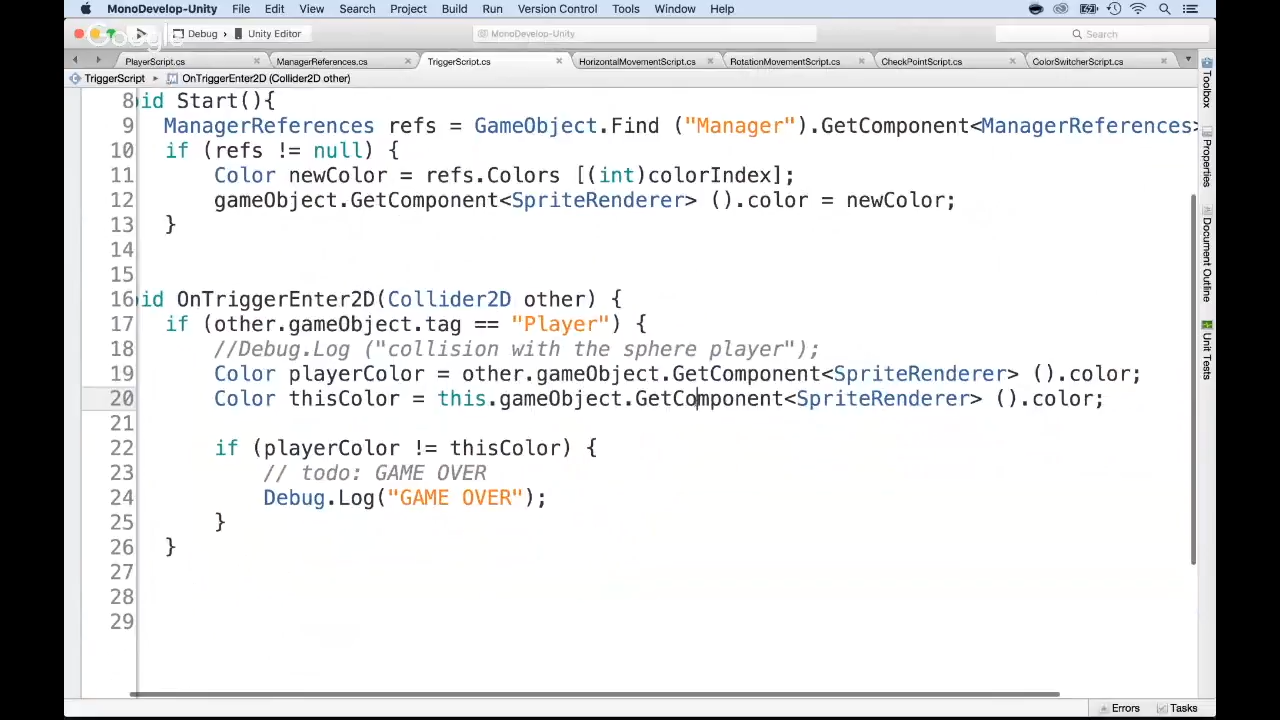 MonoDevelop-Unity File Edit View Search Project Build Run Version Control Tools Window Help
Google
Debug Unity Editor MonoDevelop-Unity Search
PlayerScript.cs ManagerReferences.cs TriggerScript.cs HorizontalMovementScript.cs RotationMovementScript.cs CheckPointScript.cs ColorSwitcherScript.cs
TriggerScript OnTriggerEnter2D (Collider2D other)
8 id Start(){
9 ManagerReferences refs = GameObject.Find ("Manager").GetComponent<ManagerReferences>
10 if (refs != null) {
11 Color newColor = refs.Colors [(int)colorIndex];
12 gameObject.GetComponent<SpriteRenderer> ().color = newColor;
13 }
14
15
16 id OnTriggerEnter2D(Collider2D other) {
17 if (other.gameObject.tag == "Player") {
18 //Debug.Log ("collision with the sphere player");
19 Color playerColor = other.gameObject.GetComponent<SpriteRenderer> ().color;
20 Color thisColor = this.gameObject.GetComponent<SpriteRenderer> ().color;
21
22 if (playerColor != thisColor) {
23 // todo: GAME OVER
24 Debug.Log("GAME OVER");
25 }
26 }
27
28
29
Toolbox
Properties
Document Outline
Unit Tests
Errors Tasks